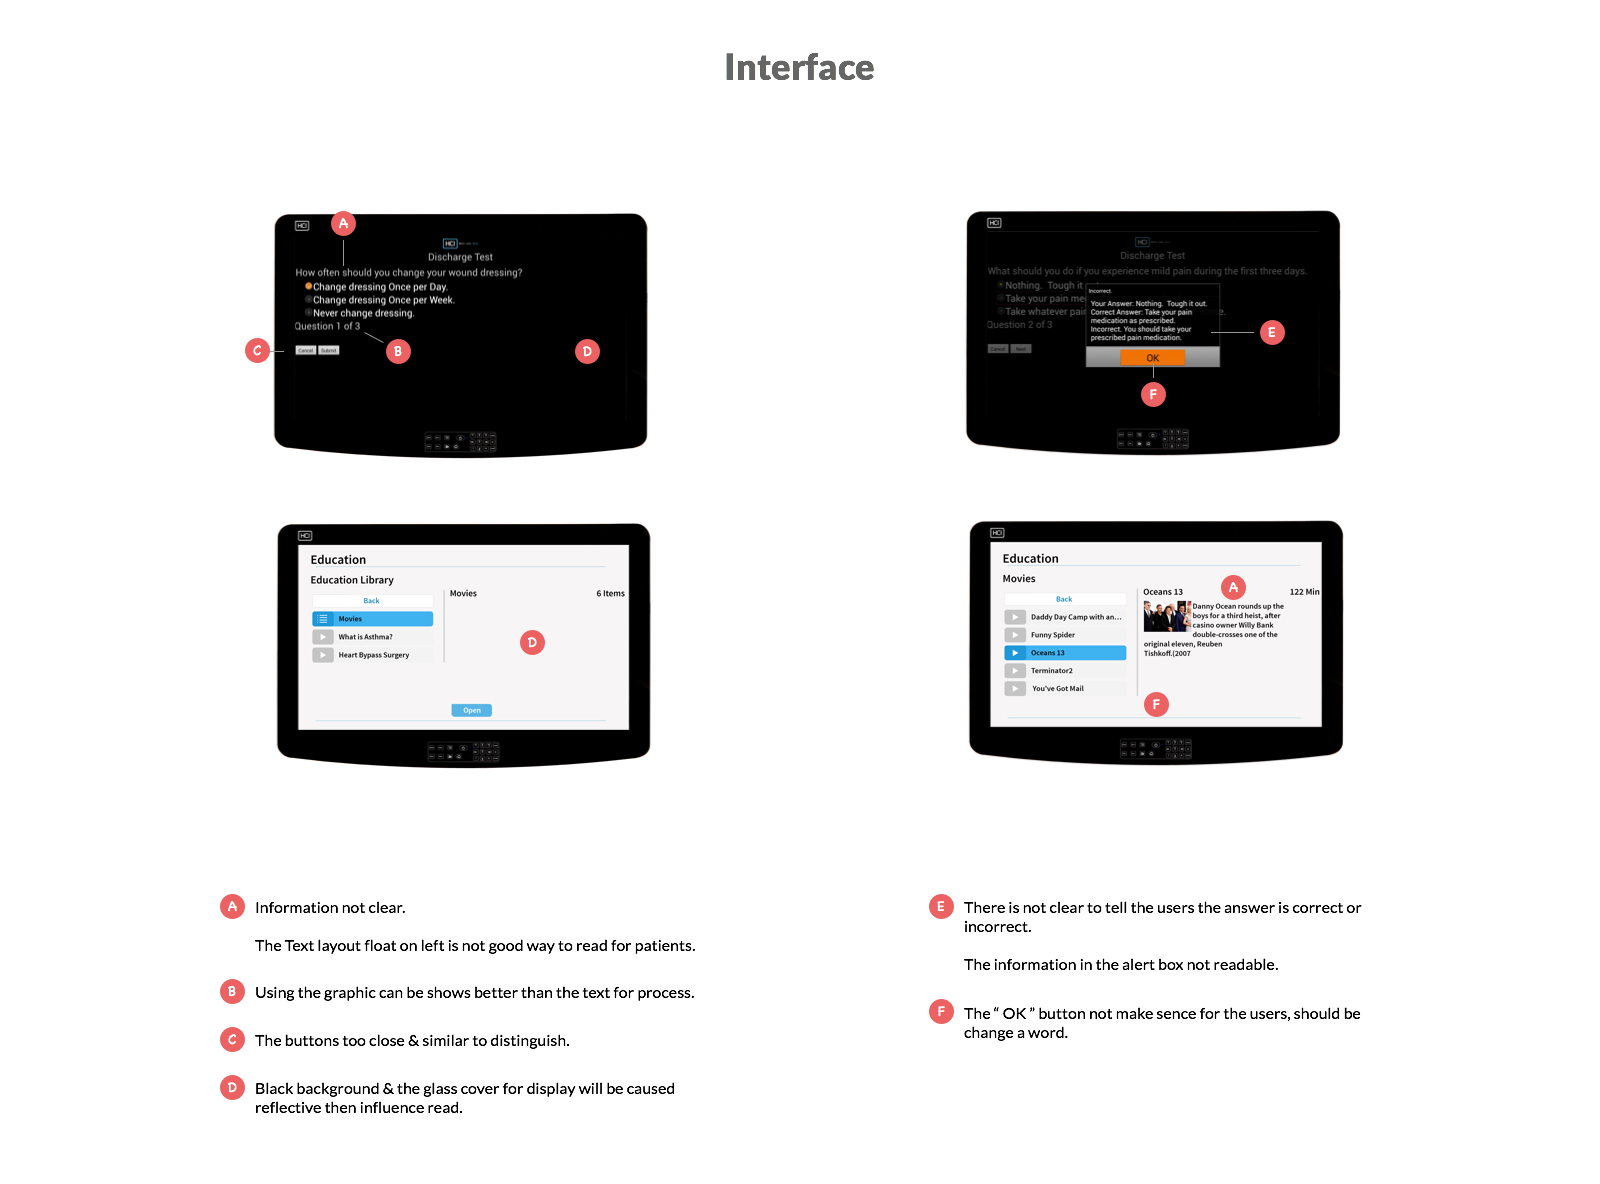 Interface
HCI
A
HCI
Discharge Test
How often should you change your wound dressing?
Change dressing Once per Day.
Change dressing Once per Week.
Never change dressing.
Question 1 of 3
C
Cancel Submit
B
D
HCI
HCI
Discharge Test
What should you do if you experience mild pain during the first three days.
Nothing. Tough it
Take your pain me
Take whatever pain
e.
Question 2 of 3
Cancel Next
Incorrect.
Your Answer: Nothing. Tough it out.
Correct Answer: Take your pain
medication as prescribed.
Incorrect. You should take your
prescribed pain medication.
OK
E
F
HCI
Education
Education Library
Back
Movies
What is Asthma?
Heart Bypass Surgery
Movies 6 Items
D
Open
HCI
Education
Movies
Back
Daddy Day Camp with an...
Funny Spider
Oceans 13
Terminator2
You've Got Mail
A
Oceans 13 122 Min
Danny Ocean rounds up the
boys for a third heist, after
casino owner Willy Bank
double-crosses one of the
original eleven, Reuben
Tishkoff.(2007
F
A Information not clear.
The Text layout float on left is not good way to read for patients.
B Using the graphic can be shows better than the text for process.
C The buttons too close & similar to distinguish.
D Black background & the glass cover for display will be caused
reflective then influence read.
E There is not clear to tell the users the answer is correct or
incorrect.
The information in the alert box not readable.
F The “ OK ” button not make sence for the users, should be
change a word.